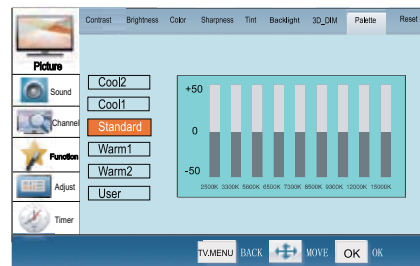 Contrast Brightness Color Sharpness Tint Backlight 3D_DIM Palette Reset
Picture
Sound
Channel
Function
Adjust
Timer
Cool2
Cool1
Standard
Warm1
Warm2
User
+50
0
-50
2500K 3300K 5600K 6500K 7300K 8500K 9300K 12000K 15000K
TV.MENU BACK MOVE OK OK